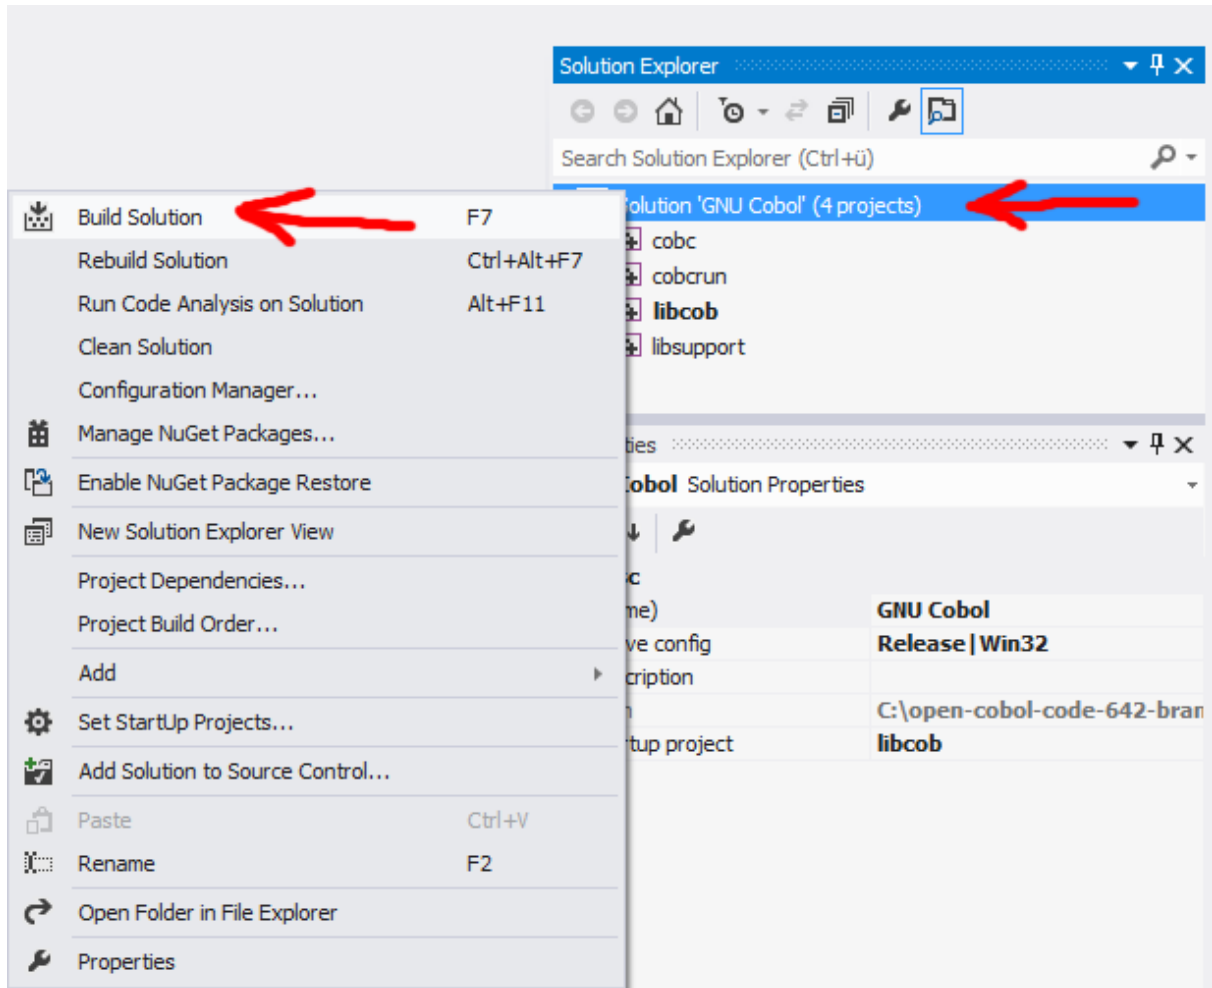 Solution Explorer
Search Solution Explorer (Ctrl+ü)
olution 'GNU Cobol' (4 projects)
cobc
cobcrun
libcob
libsupport
Build Solution F7
Rebuild Solution Ctrl+Alt+F7
Run Code Analysis on Solution Alt+F11
Clean Solution
Configuration Manager...
Manage NuGet Packages...
Enable NuGet Package Restore
New Solution Explorer View
Project Dependencies...
Project Build Order...
Add
Set StartUp Projects...
Add Solution to Source Control...
Paste Ctrl+V
Rename F2
Open Folder in File Explorer
Properties
ties
Cobol Solution Properties
sc
me) GNU Cobol
ve config Release|Win32
cription
C:\open-cobol-code-642-bran
tup project libcob